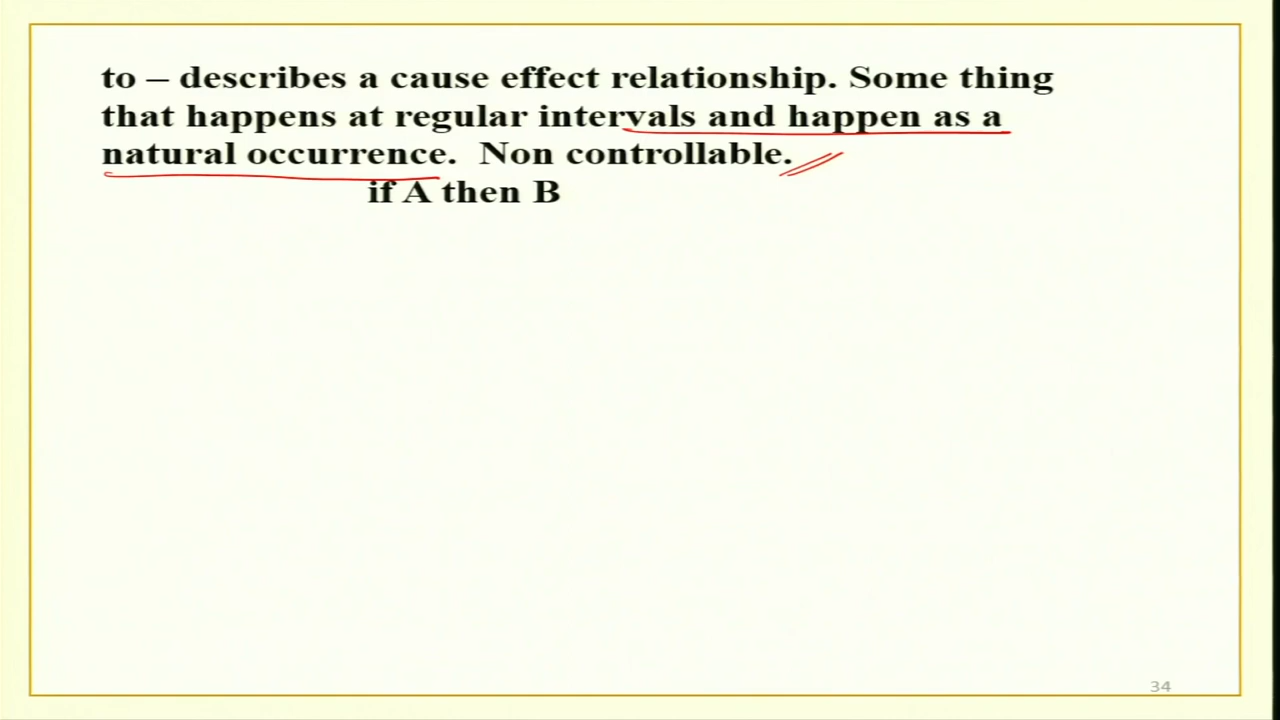 to – describes a cause effect relationship. Some thing
that happens at regular intervals and happen as a
natural occurrence. Non controllable.
if A then B
34